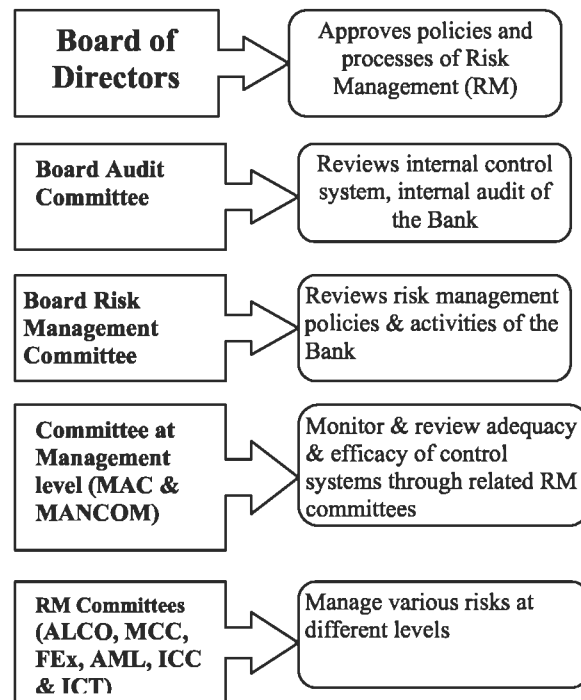 Board of
Directors
Approves policies and
processes of Risk
Management (RM)
Board Audit
Committee
Reviews internal control
system, internal audit of
the Bank
Board Risk
Management
Committee
Reviews risk management
policies & activities of the
Bank
Committee at
Management
level (MAC &
MANCOM)
Monitor & review adequacy
& efficacy of control
systems through related RM
committees
RM Committees
(ALCO, MCC,
FEx, AML, ICC
& ICT)
Manage various risks at
different levels